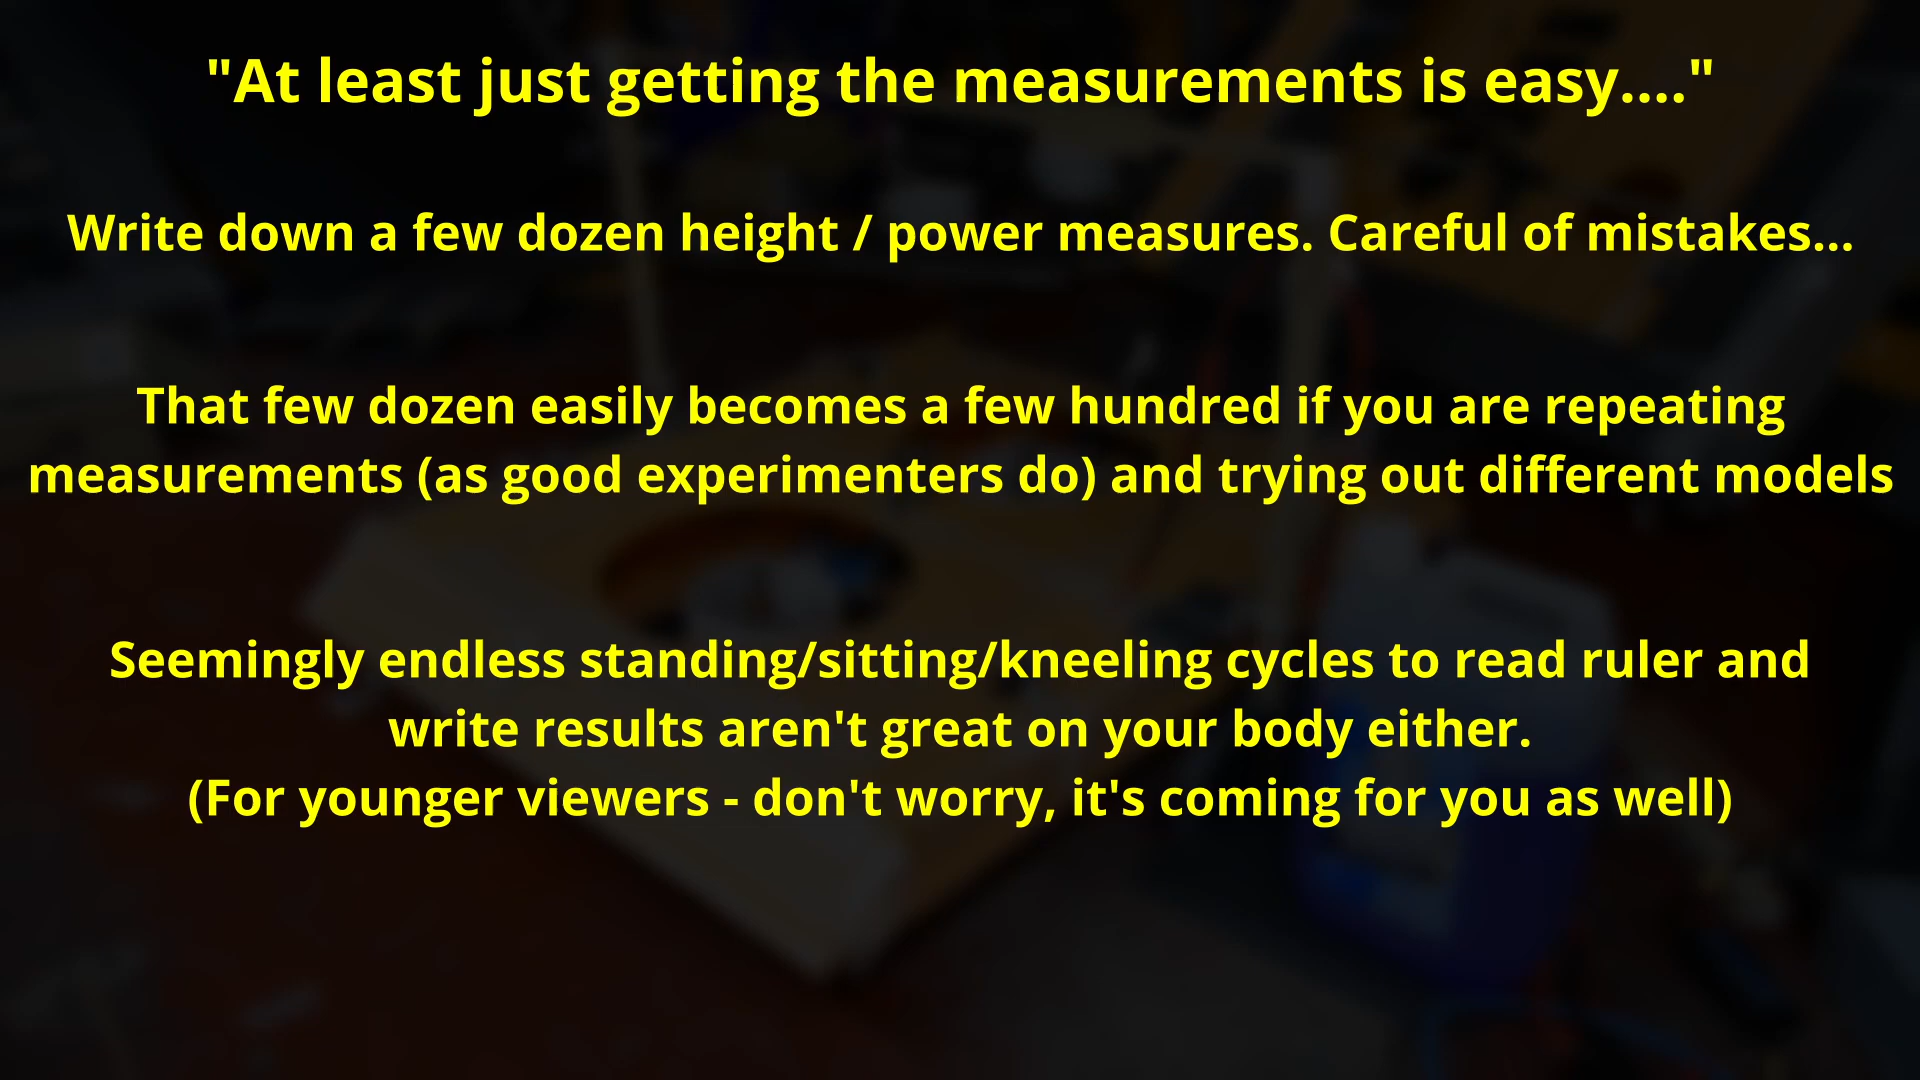 "At least just getting the measurements is easy...."
Write down a few dozen height / power measures. Careful of mistakes...
That few dozen easily becomes a few hundred if you are repeating
measurements (as good experimenters do) and trying out different models
Seemingly endless standing/sitting/kneeling cycles to read ruler and
write results aren't great on your body either.
(For younger viewers - don't worry, it's coming for you as well)